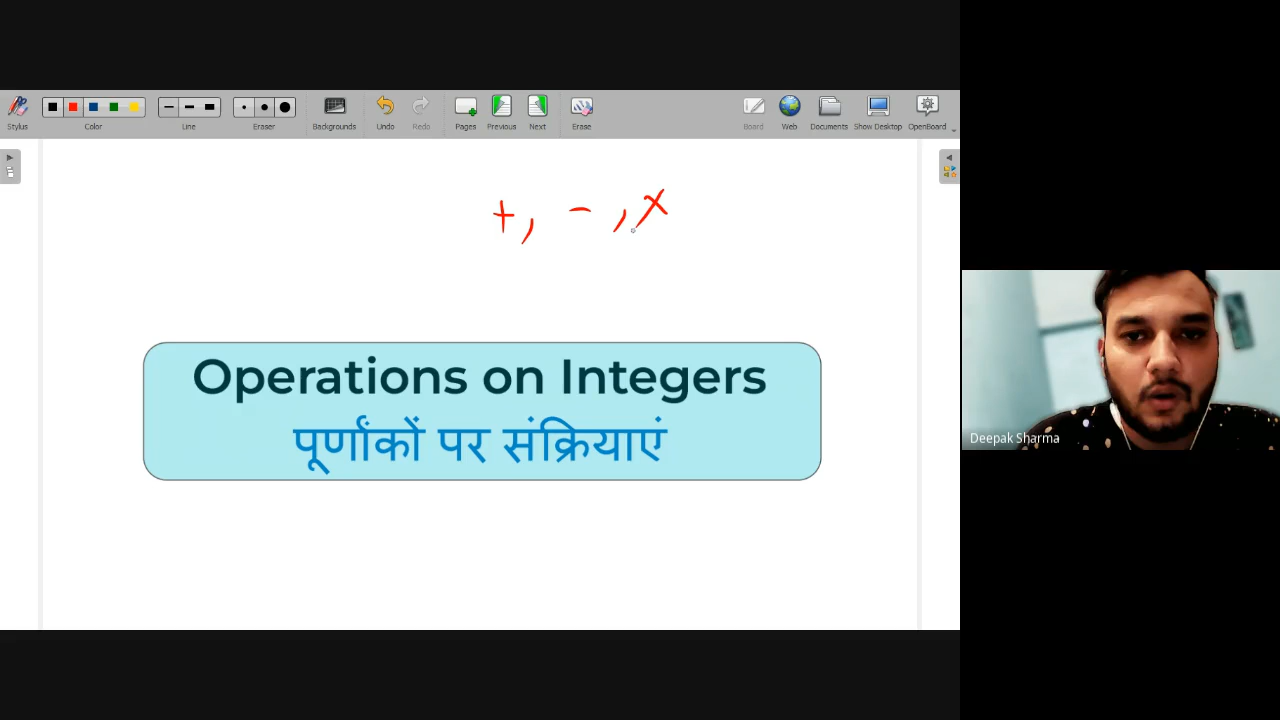 Stylus Color Line Eraser Backgrounds Undo Redo Pages Previous Next Erase Board Web Documents Show Desktop OpenBoard
+, - , x
Operations on Integers
पूर्णांकों पर संक्रियाएं
Deepak Sharma